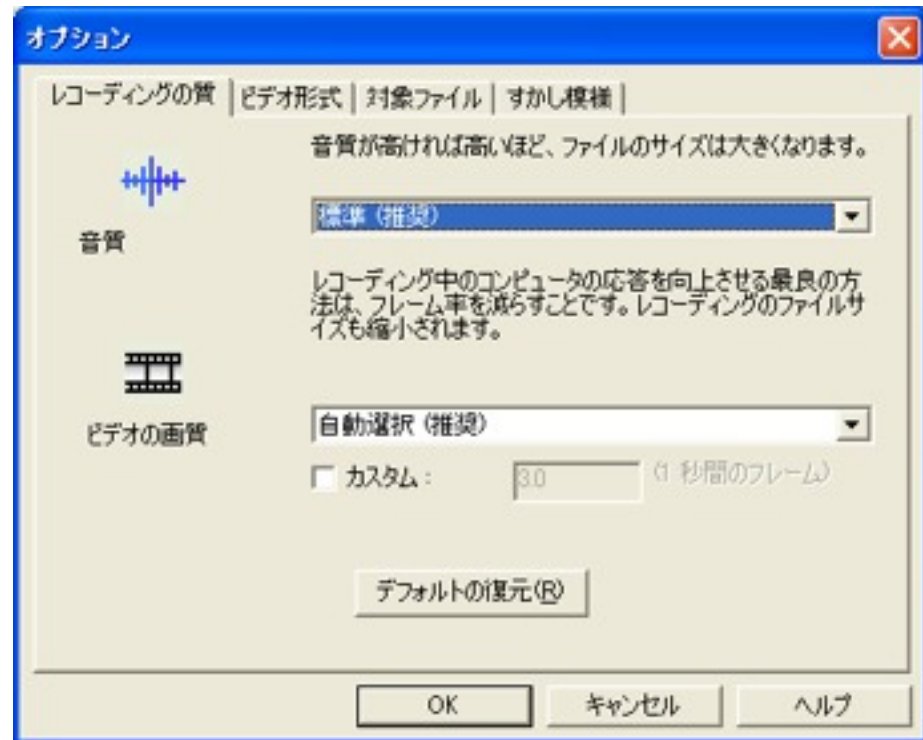 オプション
レコーディングの質 ビデオ形式 対象ファイル すかし模様
音質が高ければ高いほど、ファイルのサイズは大きくなります。
音質
標準 (推奨)
レコーディング中のコンピュータの応答を向上させる最良の方
法は、フレーム率を減らすことです。レコーディングのファイルサ
イズも縮小されます。
ビデオの画質
自動選択 (推奨)
カスタム : 3.0 (1 秒間のフレーム)
デフォルトの復元(R)
OK キャンセル ヘルプ